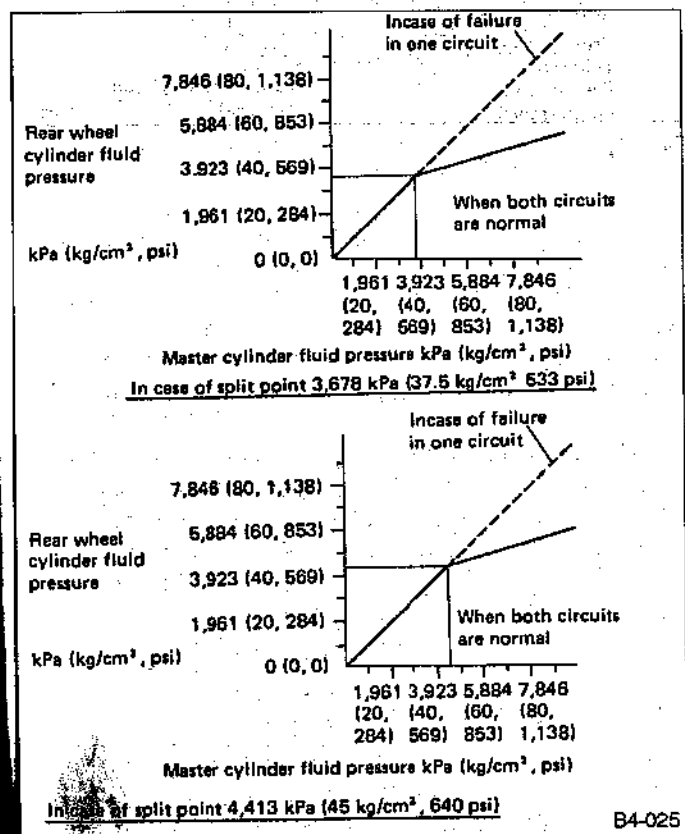 Incase of failure
in one circuit
7,846 (80, 1,138)
5,884 (60, 853)
Rear wheel
cylinder fluid
pressure
3.923 (40, 569)
1,961 (20, 284)
When both circuits
are normal
kPa (kg/cm², psi)
0 (0, 0)
1,961 3,923 5,884 7,846
(20, (40, (60, (80,
284) 569) 853) 1,138)
Master cylinder fluid pressure kPa (kg/cm², psi)
In case of split point 3,678 kPa (37.5 kg/cm² 533 psi)
Incase of failure
in one circuit
7,846 (80, 1,138)
5,884 (60, 853)
Rear wheel
cylinder fluid
pressure
3,923 (40, 569)
1,961 (20, 284)
When both circuits
are normal
kPa (kg/cm², psi)
0 (0, 0)
1,961 3,923 5,884 7,846
(20, (40, (60, (80,
284) 569) 853) 1,138)
Master cylinder fluid pressure kPa (kg/cm², psi)
In case of split point 4,413 kPa (45 kg/cm², 640 psi)
B4-025